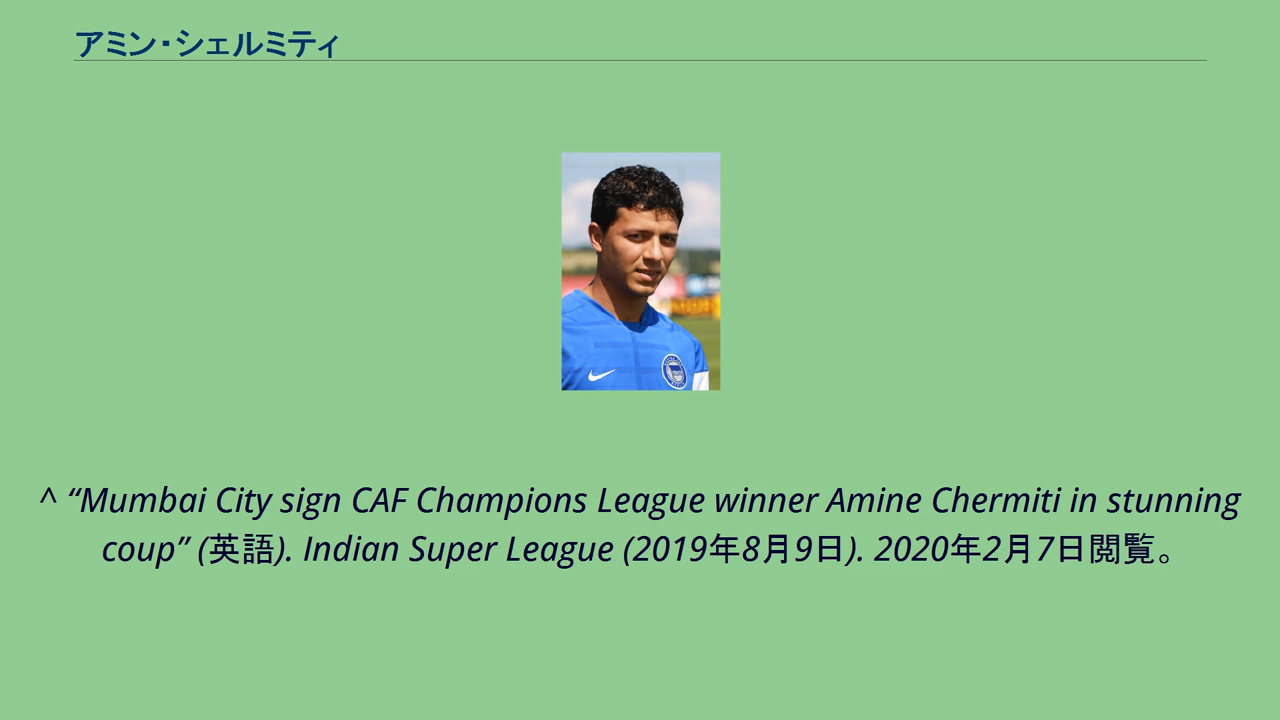 アミン・シェルミティ
^ “Mumbai City sign CAF Champions League winner Amine Chermiti in stunning
coup” (英語). Indian Super League (2019年8月9日). 2020年2月7日閲覧。